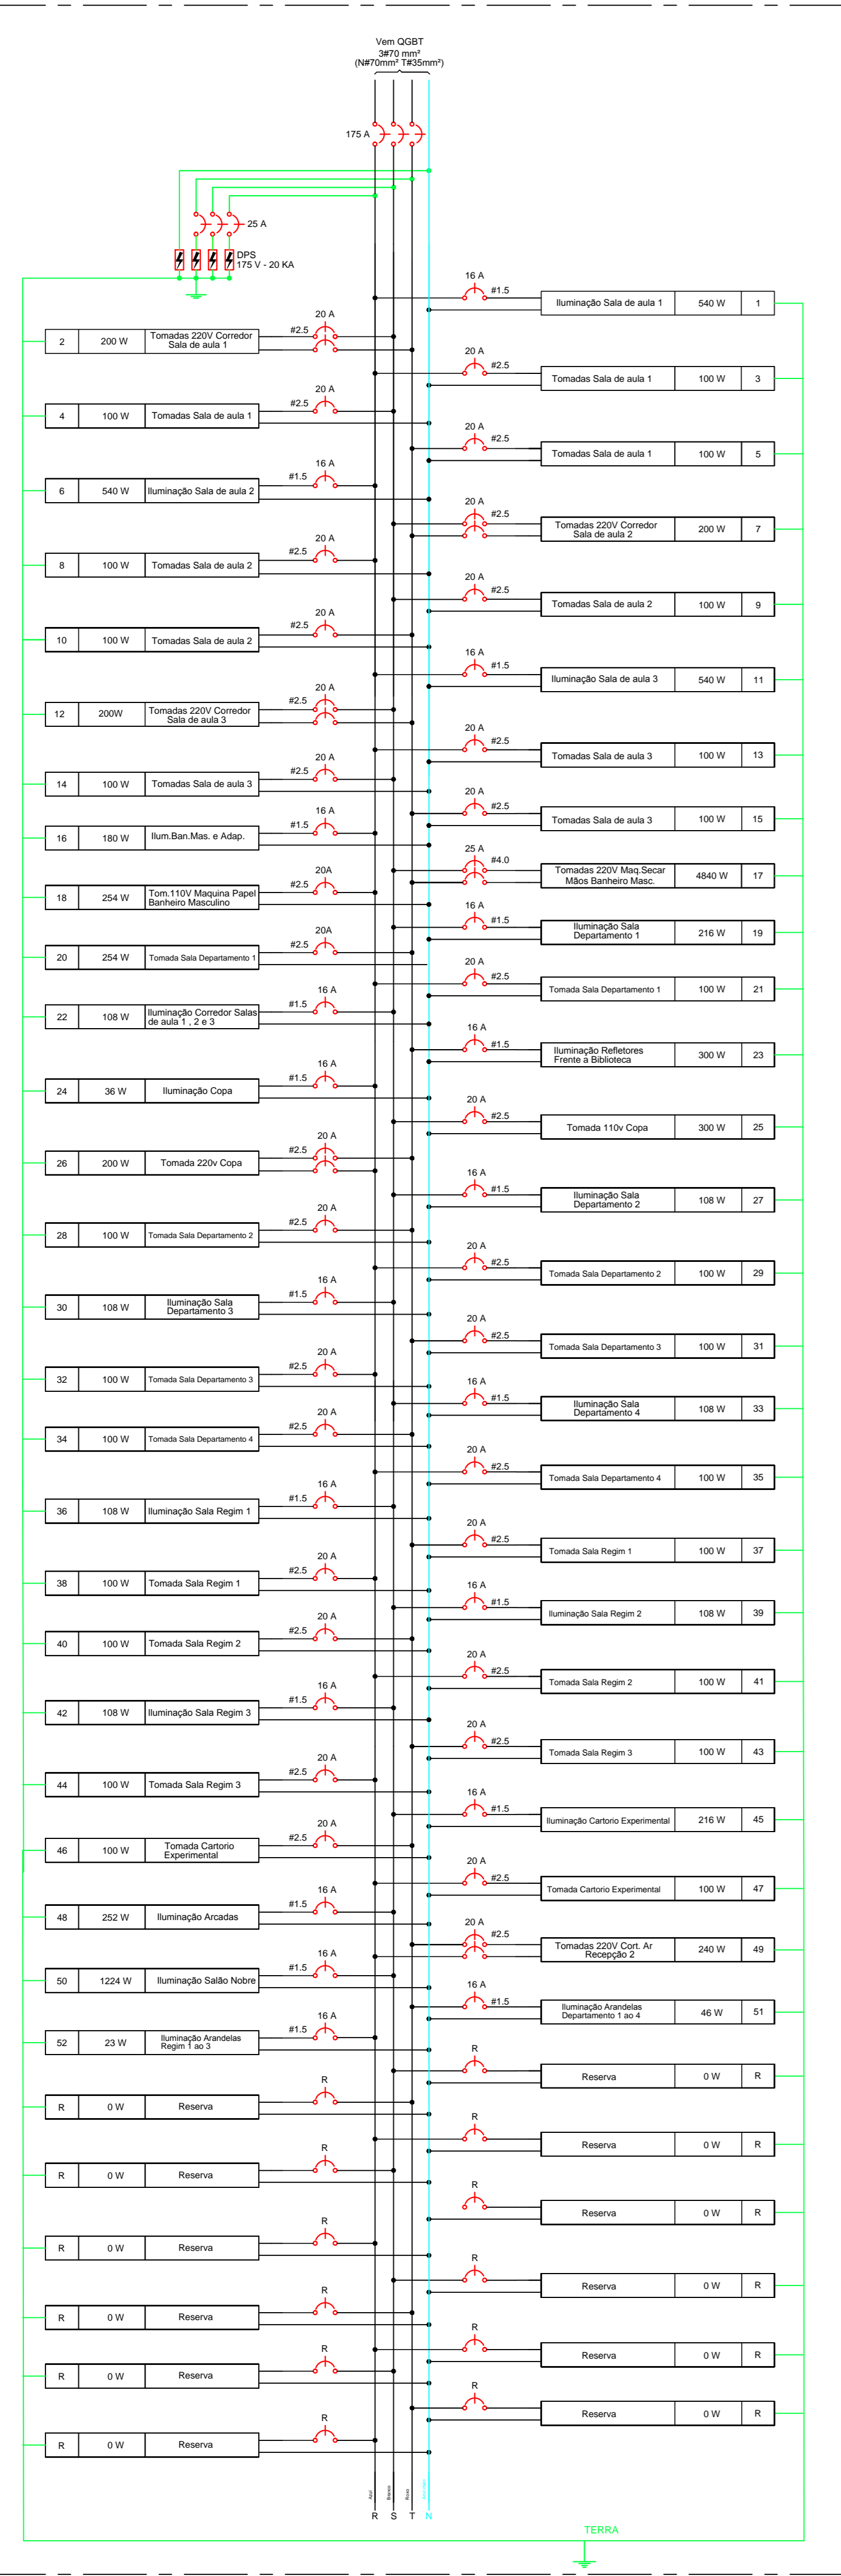 Vem QGBT
3#70 mm²
(N#70mm² T#35mm²)
175 A
25 A
DPS
175 V - 20 KA
16 A
#1.5
Iluminação Sala de aula 1 540 W 1
20 A
#2.5
2 200 W Tomadas 220V Corredor
Sala de aula 1
20 A
#2.5
Tomadas Sala de aula 1 100 W 3
20 A
#2.5
4 100 W Tomadas Sala de aula 1
20 A
#2.5
Tomadas Sala de aula 1 100 W 5
16 A
#1.5
6 540 W Iluminação Sala de aula 2
20 A
#2.5
Tomadas 220V Corredor
Sala de aula 2
200 W 7
20 A
#2.5
8 100 W Tomadas Sala de aula 2
20 A
#2.5
Tomadas Sala de aula 2 100 W 9
20 A
#2.5
10 100 W Tomadas Sala de aula 2
16 A
#1.5
Iluminação Sala de aula 3 540 W 11
20 A
#2.5
12 200W Tomadas 220V Corredor
Sala de aula 3
20 A
#2.5
Tomadas Sala de aula 3 100 W 13
20 A
#2.5
14 100 W Tomadas Sala de aula 3
20 A
#2.5
Tomadas Sala de aula 3 100 W 15
16 A
#1.5
16 180 W Ilum.Ban.Mas. e Adap.
25 A
#4.0
Tomadas 220V Maq.Secar
Mãos Banheiro Masc.
4840 W 17
20A
#2.5
18 254 W Tom.110V Maquina Papel
Banheiro Masculino
16 A
#1.5
Iluminação Sala
Departamento 1
216 W 19
20A
#2.5
20 254 W Tomada Sala Departamento 1
20 A
#2.5
Tomada Sala Departamento 1 100 W 21
16 A
#1.5
22 108 W Iluminação Corredor Salas
de aula 1 , 2 e 3
16 A
#1.5
Iluminação Refletores
Frente a Biblioteca
300 W 23
16 A
#1.5
24 36 W Iluminação Copa
20 A
#2.5
Tomada 110v Copa 300 W 25
20 A
#2.5
26 200 W Tomada 220v Copa
16 A
#1.5
Iluminação Sala
Departamento 2
108 W 27
20 A
#2.5
28 100 W Tomada Sala Departamento 2
20 A
#2.5
Tomada Sala Departamento 2 100 W 29
16 A
#1.5
30 108 W Iluminação Sala
Departamento 3
20 A
#2.5
Tomada Sala Departamento 3 100 W 31
20 A
#2.5
32 100 W Tomada Sala Departamento 3
16 A
#1.5
Iluminação Sala
Departamento 4
108 W 33
20 A
#2.5
34 100 W Tomada Sala Departamento 4
20 A
#2.5
Tomada Sala Departamento 4 100 W 35
16 A
#1.5
36 108 W Iluminação Sala Regim 1
20 A
#2.5
Tomada Sala Regim 1 100 W 37
20 A
#2.5
38 100 W Tomada Sala Regim 1
16 A
#1.5
Iluminação Sala Regim 2 108 W 39
20 A
#2.5
40 100 W Tomada Sala Regim 2
20 A
#2.5
Tomada Sala Regim 2 100 W 41
16 A
#1.5
42 108 W Iluminação Sala Regim 3
20 A
#2.5
Tomada Sala Regim 3 100 W 43
20 A
#2.5
44 100 W Tomada Sala Regim 3
16 A
#1.5
Iluminação Cartorio Experimental 216 W 45
20 A
#2.5
46 100 W Tomada Cartorio
Experimental
20 A
#2.5
Tomada Cartorio Experimental 100 W 47
16 A
#1.5
48 252 W Iluminação Arcadas
20 A
#2.5
Tomadas 220V Cort. Ar
Recepção 2
240 W 49
16 A
#1.5
50 1224 W Iluminação Salão Nobre
16 A
#1.5
Iluminação Arandelas
Departamento 1 ao 4
46 W 51
16 A
#1.5
52 23 W Iluminação Arandelas
Regim 1 ao 3
R
Reserva 0 W R
R
R 0 W Reserva
R
Reserva 0 W R
R
R 0 W Reserva
R
Reserva 0 W R
R
R 0 W Reserva
R
Reserva 0 W R
R
R 0 W Reserva
R
Reserva 0 W R
R
R 0 W Reserva
R
Reserva 0 W R
R
R 0 W Reserva
Azul
Branco
Roxo
R S T N
TERRA